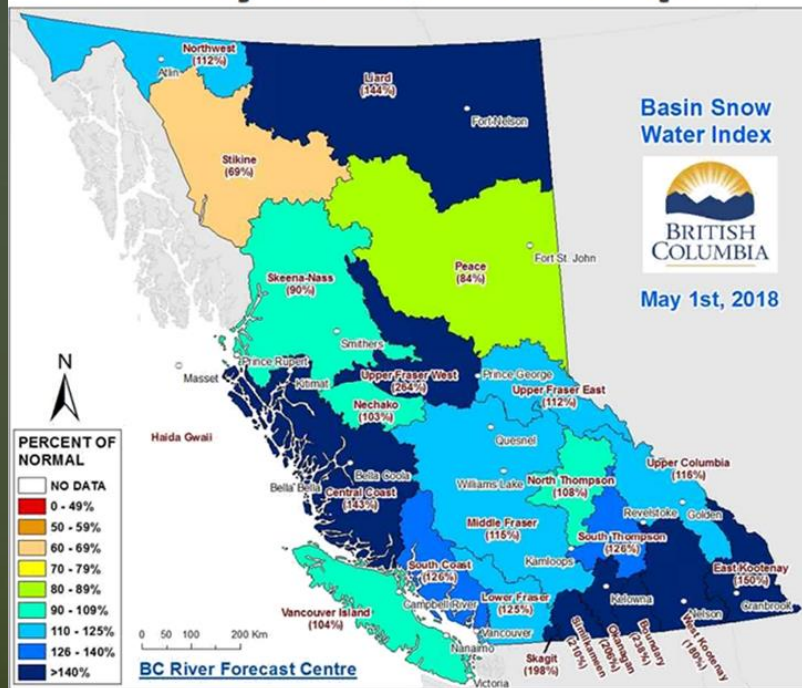 Northwest
(112%)
Atlin
Liard
(144%)
Fort Nelson
Basin Snow
Water Index
BRITISH
COLUMBIA
May 1st, 2018
Stikine
(69%)
Peace
(84%)
Fort St. John
Skeena-Nass
(90%)
Smithers
Prince Rupert
Masset
Kitimat
Upper Fraser West
(264%)
Prince George
Upper Fraser East
(112%)
Nechako
(103%)
Haida Gwaii
Quesnel
Bella Coola
Bella Bella
Central Coast
(143%)
Williams Lake
North Thompson
(108%)
Upper Columbia
(116%)
Revelstoke
Golden
Middle Fraser
(115%)
South Thompson
(126%)
Kamloops
East Kootenay
(150%)
Cranbrook
South Coast
(126%)
Campbell River
Lower Fraser
(125%)
Kelowna
Nelson
Vancouver Island
(104%)
Vancouver
Nanaimo
Victoria
Skagit
(198%)
Similkameen
(210%)
Okanagan
(206%)
Boundary
(238%)
West Kootenay
(180%)
N
PERCENT OF
NORMAL
NO DATA
0 - 49%
50 - 59%
60 - 69%
70 - 79%
80 - 89%
90 - 109%
110 - 125%
126 - 140%
>140%
0 50 100 200 Km
BC River Forecast Centre